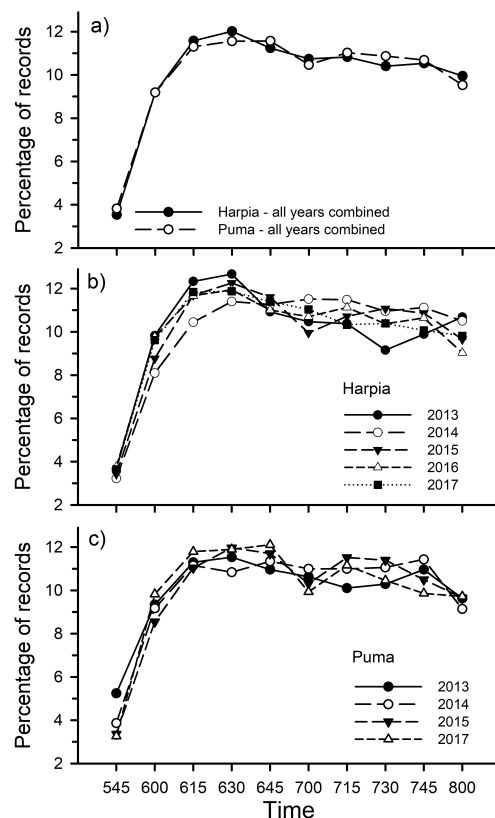 a)
12
10
8
6
4
2
Percentage of records
Harpia - all years combined
Puma - all years combined
b)
12
10
8
6
4
2
Percentage of records
Harpia
2013
2014
2015
2016
2017
c)
12
10
8
6
4
2
Percentage of records
Puma
2013
2014
2015
2017
545 600 615 630 645 700 715 730 745 800
Time